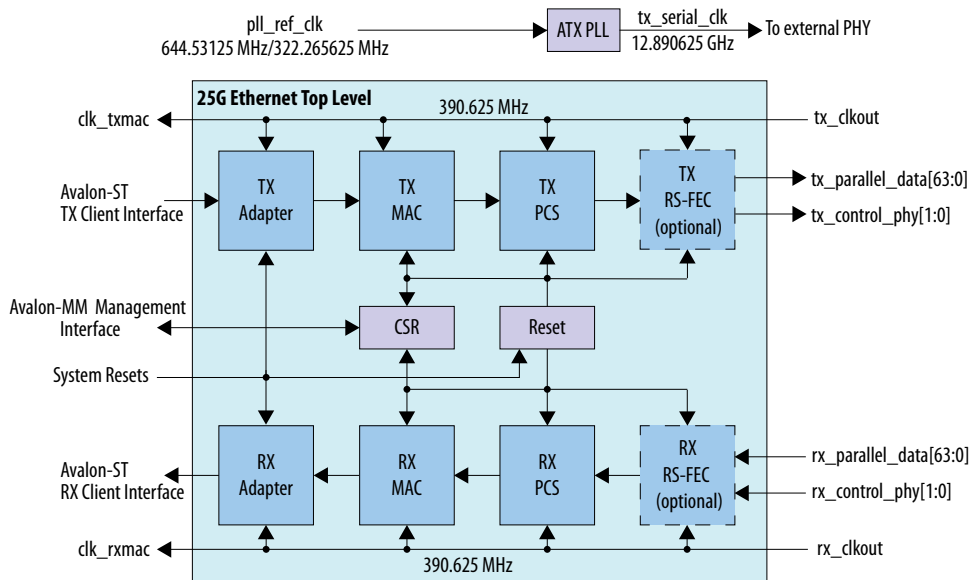 pll_ref_clk
644.53125 MHz/322.265625 MHz
ATX PLL
tx_serial_clk
12.890625 GHz
To external PHY
25G Ethernet Top Level
390.625 MHz
clk_txmac
tx_clkout
Avalon-ST
TX Client Interface
TX
Adapter
TX
MAC
TX
PCS
TX
RS-FEC
(optional)
tx_parallel_data[63:0]
tx_control_phy[1:0]
Avalon-MM Management
Interface
CSR
Reset
System Resets
Avalon-ST
RX Client Interface
RX
Adapter
RX
MAC
RX
PCS
RX
RS-FEC
(optional)
rx_parallel_data[63:0]
rx_control_phy[1:0]
clk_rxmac
390.625 MHz
rx_clkout